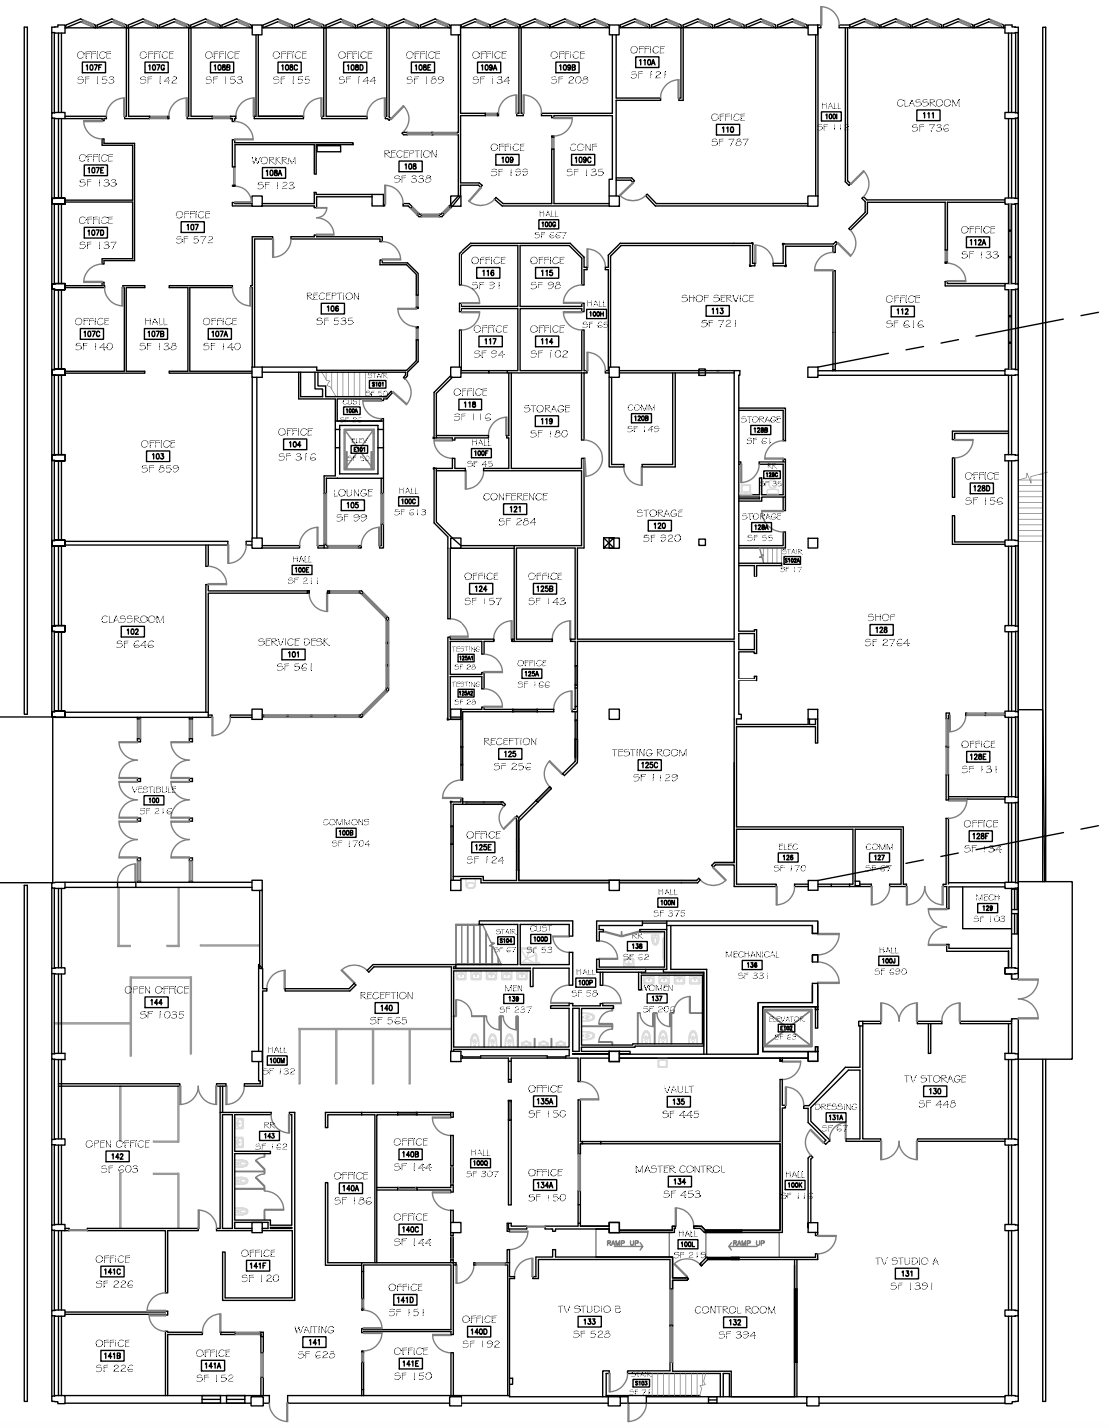 OFFICE
107F
SF 153
OFFICE
107G
SF 142
OFFICE
108B
SF 153
OFFICE
108C
SF 155
OFFICE
108D
SF 144
OFFICE
108E
SF 189
OFFICE
109A
SF 134
OFFICE
109B
SF 208
OFFICE
110A
SF 121
OFFICE
110
SF 787
HALL
100I
CLASSROOM
111
SF 736
OFFICE
107E
SF 133
WORKRM
108A
SF 123
RECEPTION
108
SF 338
OFFICE
109
SF 199
CONF
109C
SF 135
OFFICE
107D
SF 137
OFFICE
107
SF 572
HALL
100G
SF 667
OFFICE
112A
SF 133
OFFICE
116
SF 91
OFFICE
115
SF 98
RECEPTION
106
SF 535
HALL
100H
SF 65
SHOP SERVICE
113
SF 721
OFFICE
112
SF 616
OFFICE
107C
SF 140
HALL
107B
SF 138
OFFICE
107A
SF 140
OFFICE
117
SF 94
OFFICE
114
SF 102
STAIR
S101
CUST
100A
OFFICE
118
SF 116
STORAGE
119
SF 180
COMM
120B
SF 149
STORAGE
128B
SF 61
OFFICE
103
SF 859
OFFICE
104
SF 316
ELEV
E101
HALL
100F
SF 45
RR
128C
SF 35
OFFICE
128D
SF 156
LOUNGE
105
SF 99
HALL
100C
SF 613
CONFERENCE
121
SF 284
STORAGE
120
SF 920
STORAGE
128A
SF 55
STAIR
S102A
SF 17
HALL
100E
SF 211
OFFICE
124
SF 157
OFFICE
125B
SF 143
CLASSROOM
102
SF 646
SERVICE DESK
101
SF 561
SHOP
128
SF 2764
TESTING
125A1
SF 28
TESTING
125A2
SF 28
OFFICE
125A
SF 166
RECEPTION
125
SF 256
TESTING ROOM
125C
SF 1129
OFFICE
128E
SF 131
VESTIBULE
100
SF 216
COMMONS
100B
SF 1704
OFFICE
125E
SF 124
ELEC
126
SF 170
COMM
127
SF 67
OFFICE
128F
SF 134
HALL
100N
SF 375
MECH
129
SF 103
STAIR
S104
SF 67
CUST
100D
SF 53
RR
138
SF 62
MECHANICAL
136
SF 331
HALL
100J
SF 690
OPEN OFFICE
144
SF 1035
RECEPTION
140
SF 565
MEN
139
SF 237
HALL
100P
SF 58
WOMEN
137
SF 206
ELEVATOR
E102
SF 63
HALL
100M
SF 132
OFFICE
135A
SF 150
VAULT
135
SF 445
TV STORAGE
130
SF 448
DRESSING
131A
SF 67
OPEN OFFICE
142
SF 603
RR
143
SF 162
OFFICE
140B
SF 144
OFFICE
140A
SF 186
HALL
100Q
SF 307
OFFICE
134A
SF 150
MASTER CONTROL
134
SF 453
HALL
100K
SF 116
OFFICE
140C
SF 144
RAMP UP
HALL
100L
SF 219
RAMP UP
OFFICE
141C
SF 226
OFFICE
141F
SF 120
TV STUDIO A
131
SF 1391
OFFICE
141D
SF 151
TV STUDIO B
133
SF 523
CONTROL ROOM
132
SF 394
WAITING
141
SF 623
OFFICE
140D
SF 192
OFFICE
141B
SF 226
OFFICE
141A
SF 152
OFFICE
141E
SF 150
STAIR
S103